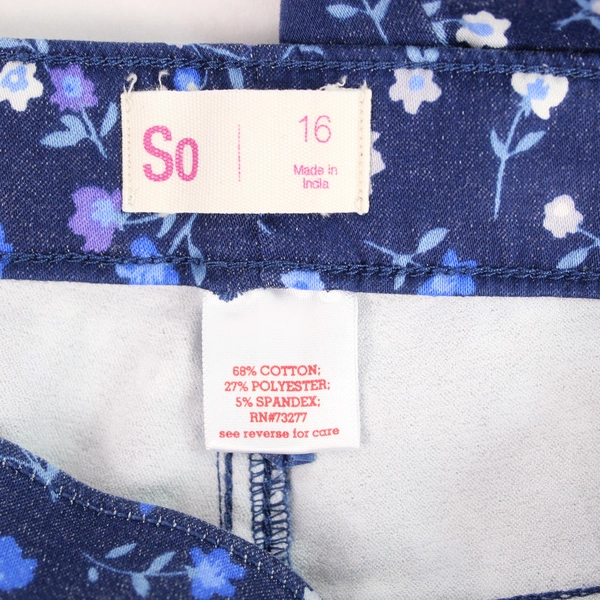 So
16
Made in
India
68% COTTON;
27% POLYESTER;
5% SPANDEX;
RN#73277
see reverse for care